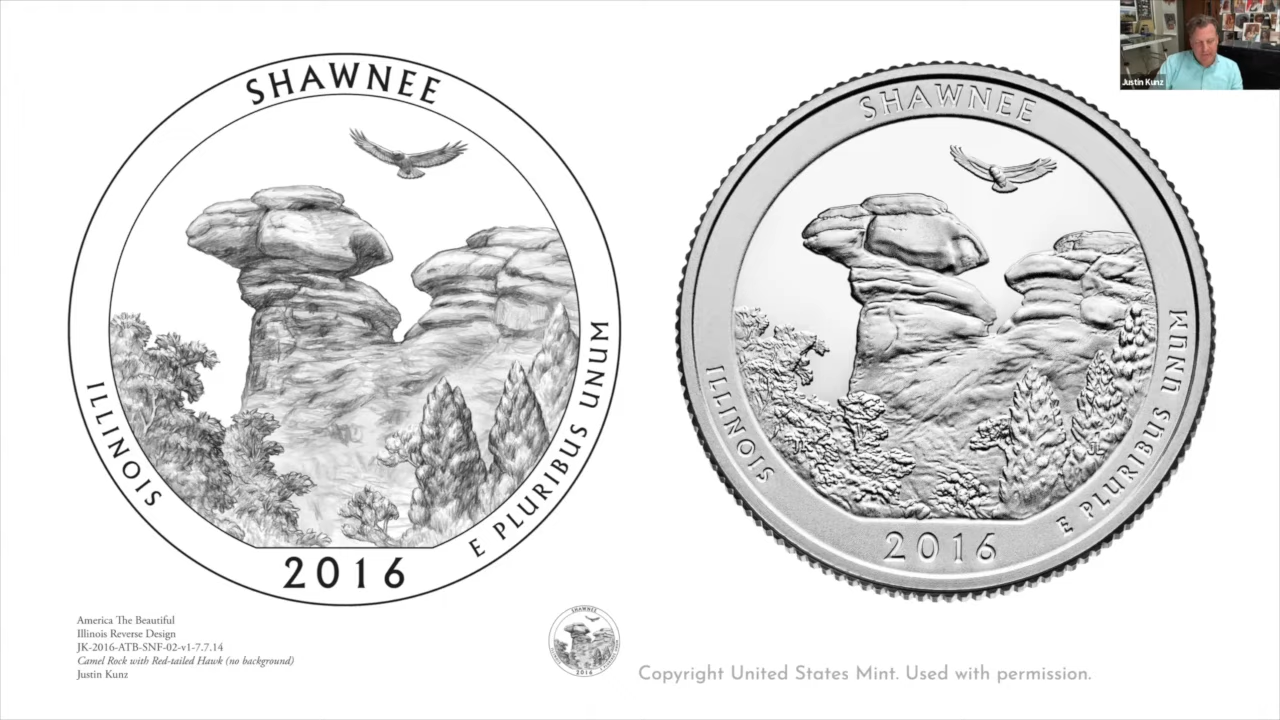 Justin Kunz
SHAWNEE
ILLINOIS
E PLURIBUS UNUM
2016
SHAWNEE
ILLINOIS
E PLURIBUS UNUM
2016
America The Beautiful
Illinois Reverse Design
JK-2016-ATB-SNF-02-v1-7.7.14
Camel Rock with Red-tailed Hawk (no background)
Justin Kunz
SHAWNEE
2016
Copyright United States Mint. Used with permission.